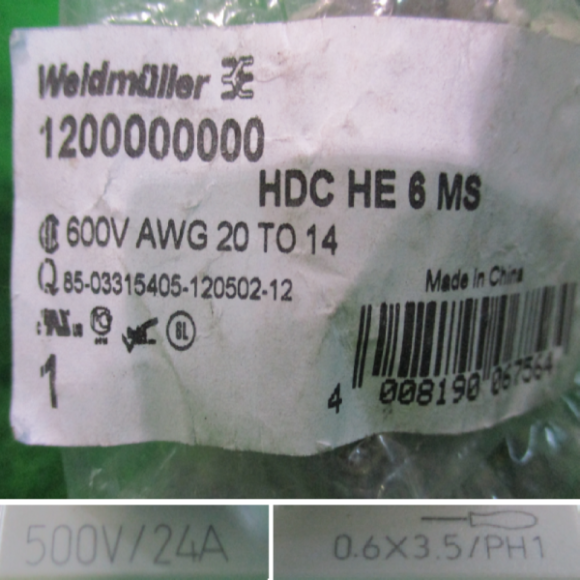 Weidmüller
1200000000
HDC HE 6 MS
600V AWG 20 TO 14
Q 85-03315405-120502-12
Made in China
1
4 008190 067564
500V/24A
0.6X3.5/PH1